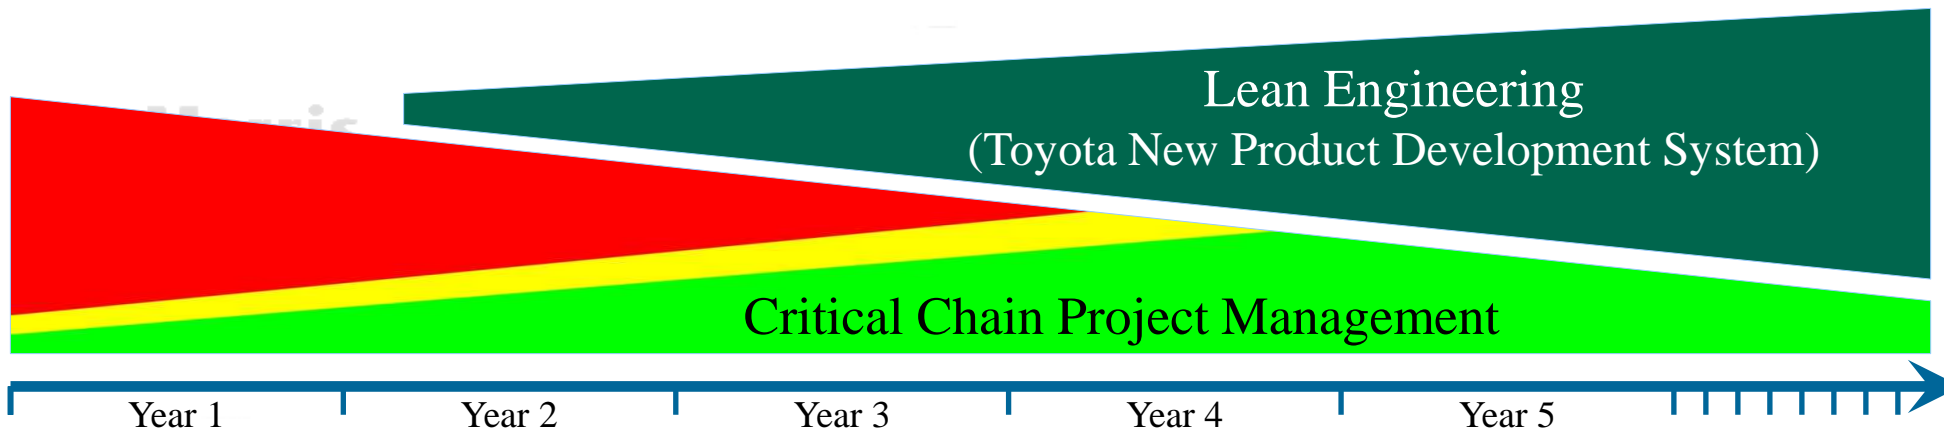 Lean Engineering
(Toyota New Product Development System)
Critical Chain Project Management
Year 1
Year 2
Year 3
Year 4
Year 5